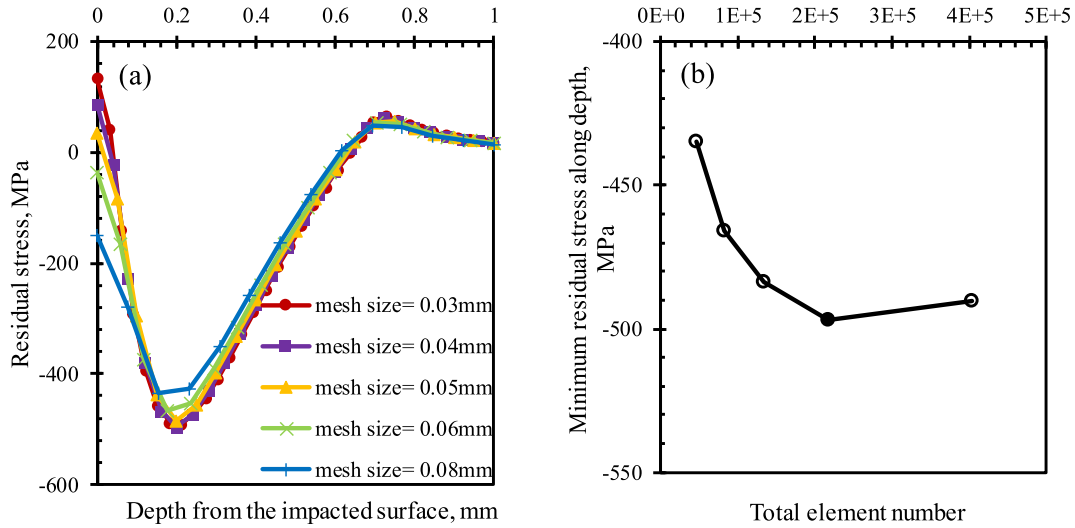 0 0.2 0.4 0.6 0.8 1
200
0
-200
-400
-600
Residual stress, MPa
(a)
mesh size= 0.03mm
mesh size= 0.04mm
mesh size= 0.05mm
mesh size= 0.06mm
mesh size= 0.08mm
Depth from the impacted surface, mm
0E+0 1E+5 2E+5 3E+5 4E+5 5E+5
-400
-450
-500
-550
Minimum residual stress along depth,
MPa
(b)
Total element number